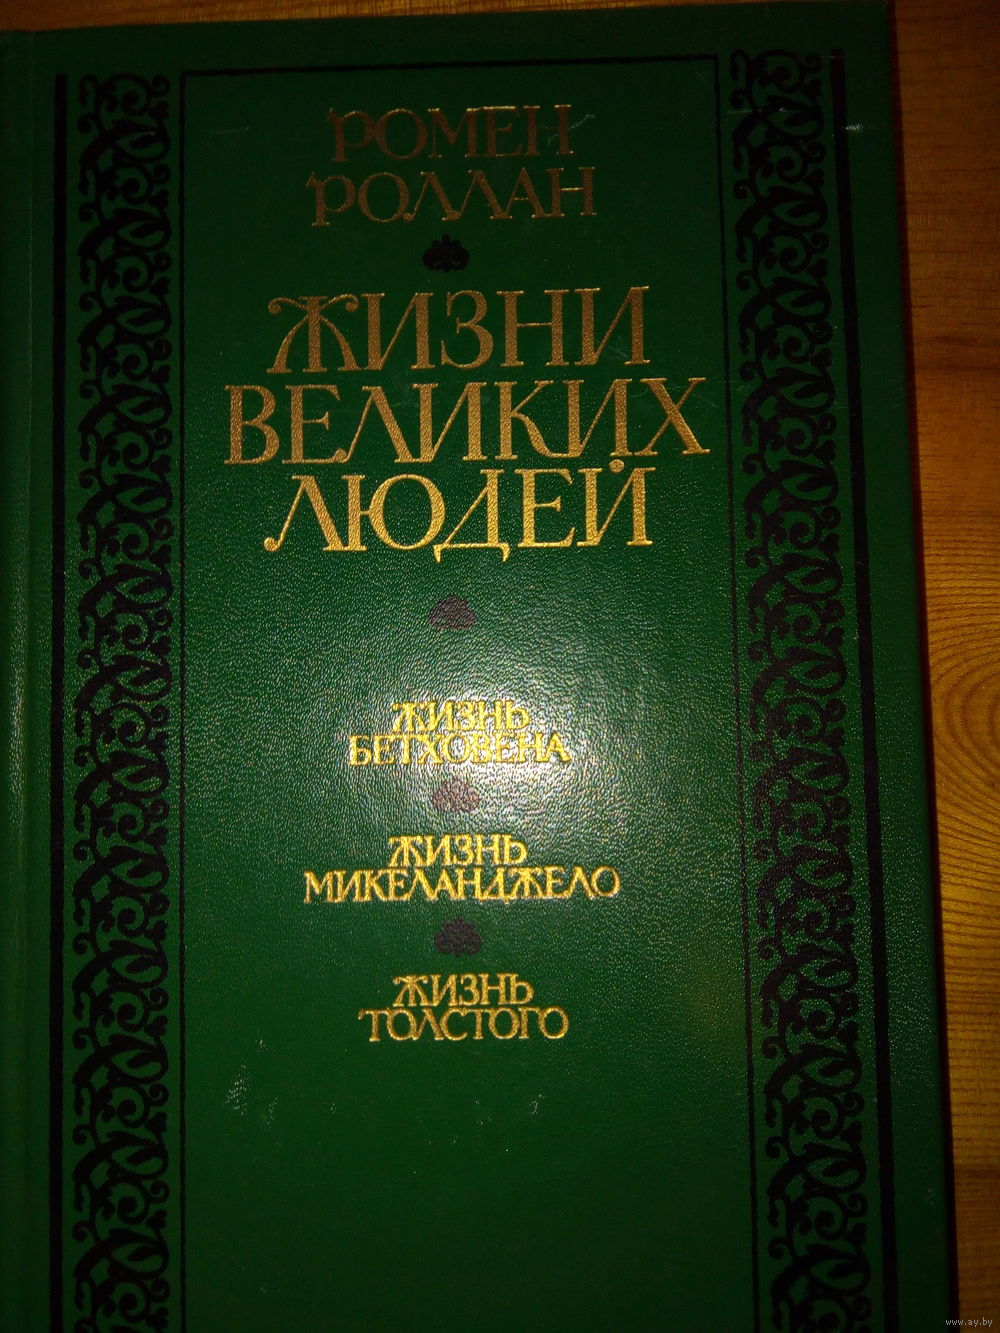 РОМЕН
РОЛЛАН
ЖИЗНИ
ВЕЛИКИХ
ЛЮДЕЙ
ЖИЗНЬ
БЕТХОВЕНА
ЖИЗНЬ
МИКЕЛАНДЖЕЛО
ЖИЗНЬ
ТОЛСТОГО
www.ay.by